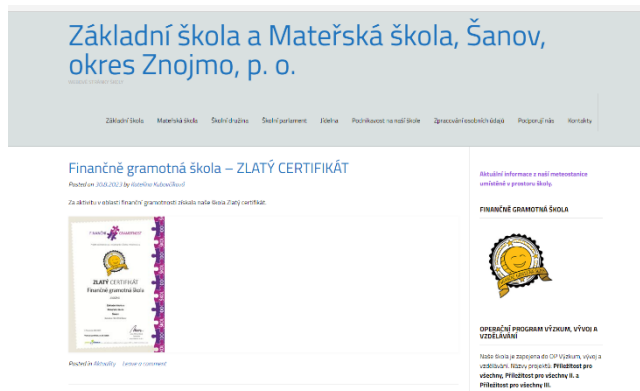 Základní škola a Mateřská škola, Šanov,
okres Znojmo, p. o.
Základní škola Mateřská škola Školní družina Školní parlament Jídelna Podnikavost na naší škole Zpracování osobních údajů Podporují nás Kontakty
Finančně gramotná škola – ZLATÝ CERTIFIKÁT
Posted on 30.8.2023 by Kateřina Kubovčíková
Za aktivitu v oblasti finanční gramotnosti získala naše škola Zlatý certifikát.
ZLATÝ CERTIFIKÁT
Finančně gramotná škola
Posted in Aktuality Leave a comment
Aktuální informace z naší meteostanice
umístěné v prostoru školy.
FINANČNĚ GRAMOTNÁ ŠKOLA
OPERAČNÍ PROGRAM VÝZKUM, VÝVOJ A
VZDĚLÁVÁNÍ
Naše škola je zapojena do OP Výzkum, vývoj a
vzdělávání. Názvy projektů: Příležitost pro
všechny, Příležitost pro všechny II. a
Příležitost pro všechny III.